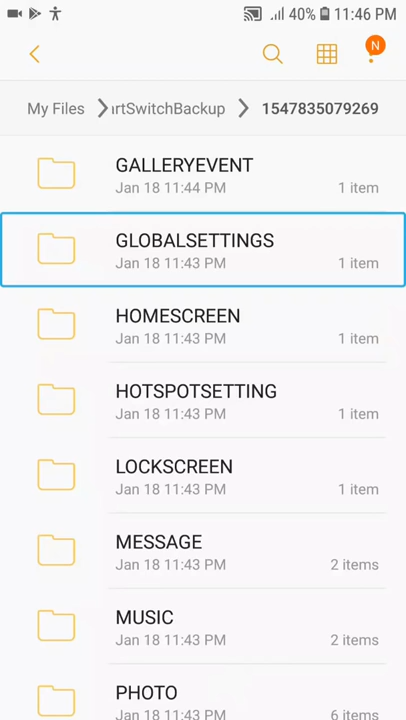 40% 11:46 PM
N
My Files rtSwitchBackup 1547835079269
GALLERYEVENT
Jan 18 11:44 PM 1 item
GLOBALSETTINGS
Jan 18 11:43 PM 1 item
HOMESCREEN
Jan 18 11:43 PM 1 item
HOTSPOTSETTING
Jan 18 11:43 PM 1 item
LOCKSCREEN
Jan 18 11:43 PM 1 item
MESSAGE
Jan 18 11:43 PM 2 items
MUSIC
Jan 18 11:43 PM 2 items
PHOTO
Jan 18 11:43 PM 6 items